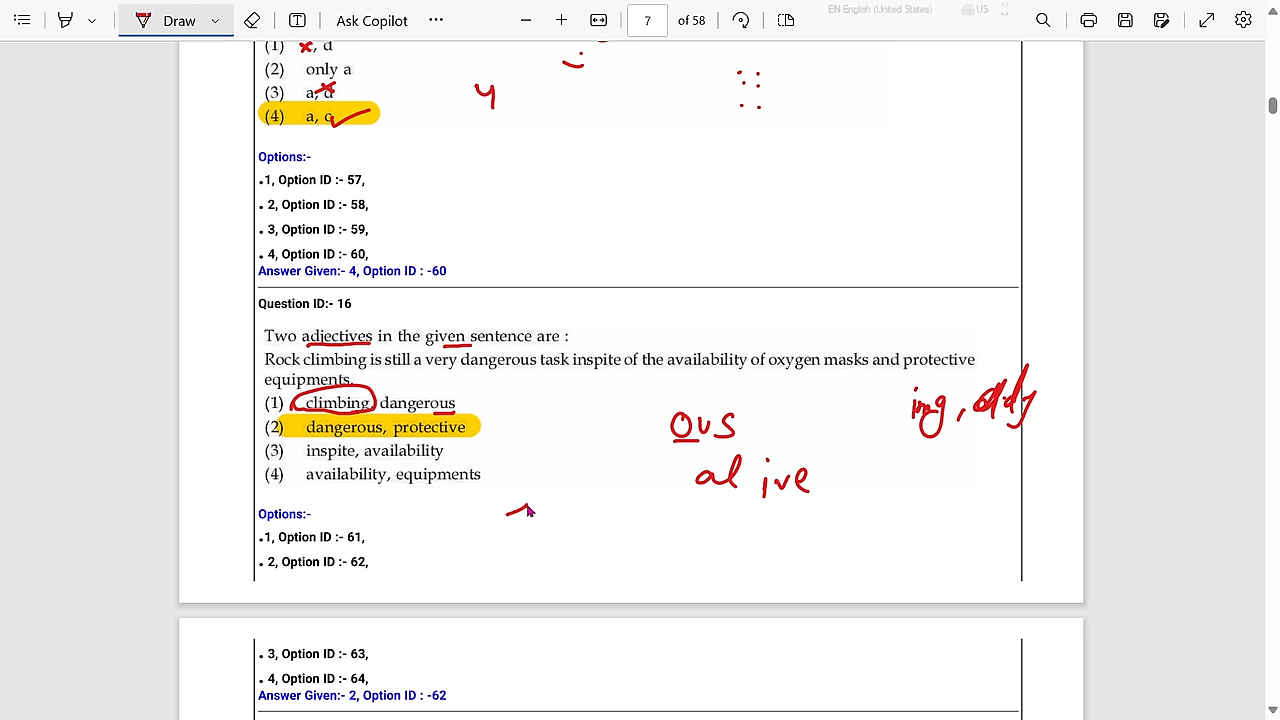 Draw
Ask Copilot
7 of 58
EN English (United States) US
(1) x, d
(2) only a
(3) a, d
(4) a, c
4
Options:-
.1, Option ID :- 57,
. 2, Option ID :- 58,
. 3, Option ID :- 59,
. 4, Option ID :- 60,
Answer Given:- 4, Option ID : -60
Question ID:- 16
Two adjectives in the given sentence are :
Rock climbing is still a very dangerous task inspite of the availability of oxygen masks and protective
equipments.
(1) climbing, dangerous
(2) dangerous, protective
(3) inspite, availability
(4) availability, equipments
ous
al ive
ing,
Options:-
.1, Option ID :- 61,
. 2, Option ID :- 62,
. 3, Option ID :- 63,
. 4, Option ID :- 64,
Answer Given:- 2, Option ID : -62